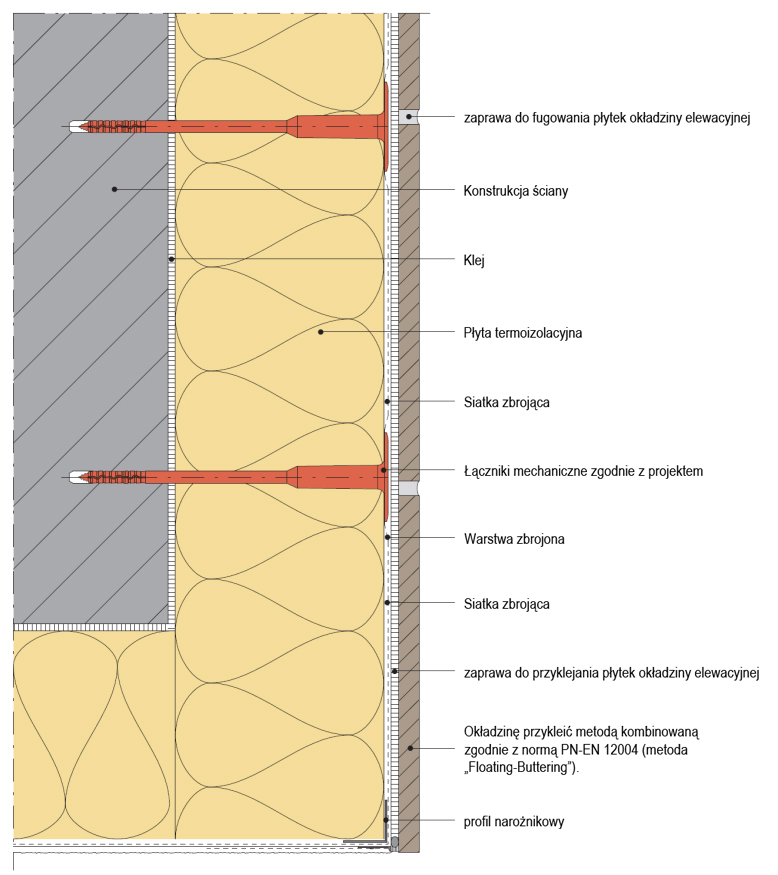 zaprawa do fugowania płytek okładziny elewacyjnej
Konstrukcja ściany
Klej
Płyta termoizolacyjna
Siatka zbrojąca
Łączniki mechaniczne zgodnie z projektem
Warstwa zbrojona
Siatka zbrojąca
zaprawa do przyklejania płytek okładziny elewacyjnej
Okładzinę przykleić metodą kombinowaną
zgodnie z normą PN-EN 12004 (metoda
„Floating-Buttering”).
profil narożnikowy